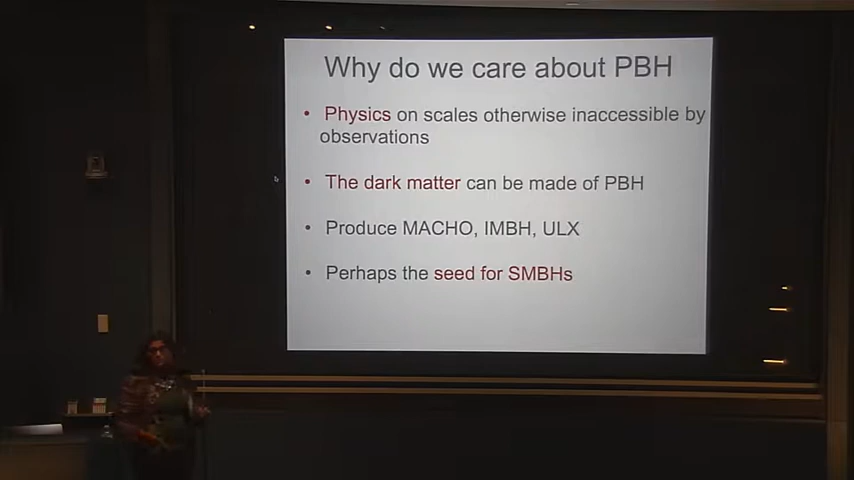 Why do we care about PBH
• Physics on scales otherwise inaccessible by
observations
• The dark matter can be made of PBH
• Produce MACHO, IMBH, ULX
• Perhaps the seed for SMBHs